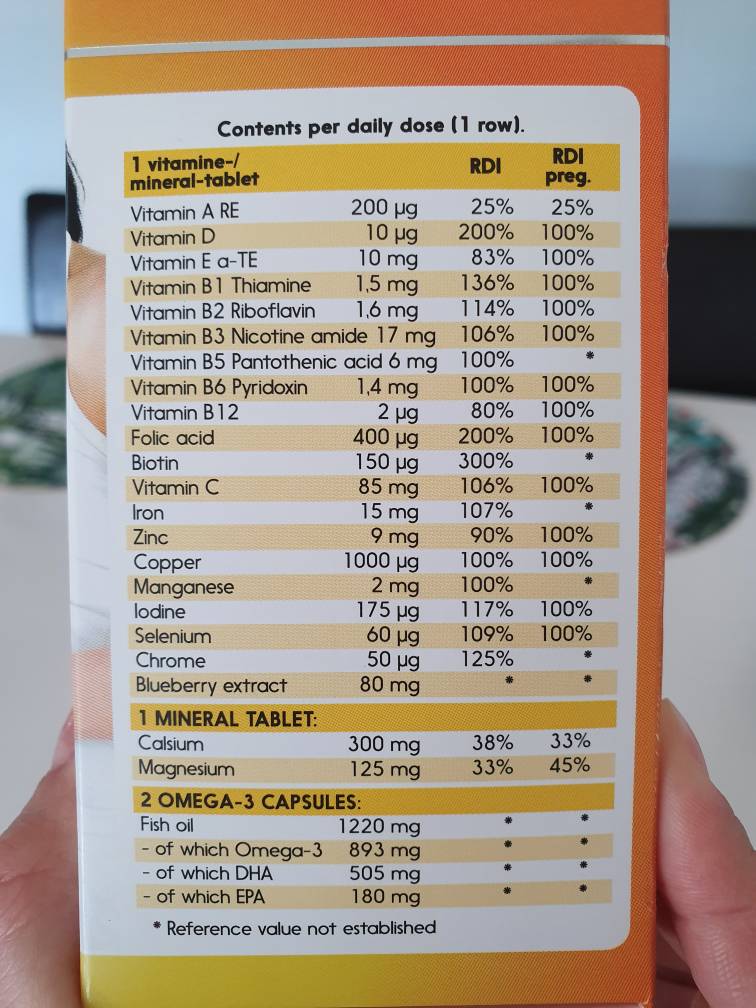 Contents per daily dose (1 row).
1 vitamine-/
mineral-tablet RDI RDI preg.
Vitamin A RE 200 µg 25% 25%
Vitamin D 10 µg 200% 100%
Vitamin E α-TE 10 mg 83% 100%
Vitamin B1 Thiamine 1,5 mg 136% 100%
Vitamin B2 Riboflavin 1,6 mg 114% 100%
Vitamin B3 Nicotine amide 17 mg 106% 100%
Vitamin B5 Pantothenic acid 6 mg 100% *
Vitamin B6 Pyridoxin 1,4 mg 100% 100%
Vitamin B12 2 µg 80% 100%
Folic acid 400 µg 200% 100%
Biotin 150 µg 300% *
Vitamin C 85 mg 106% 100%
Iron 15 mg 107% *
Zinc 9 mg 90% 100%
Copper 1000 µg 100% 100%
Manganese 2 mg 100% *
Iodine 175 µg 117% 100%
Selenium 60 µg 109% 100%
Chrome 50 µg 125% *
Blueberry extract 80 mg * *
1 MINERAL TABLET:
Calsium 300 mg 38% 33%
Magnesium 125 mg 33% 45%
2 OMEGA-3 CAPSULES:
Fish oil 1220 mg * *
- of which Omega-3 893 mg * *
- of which DHA 505 mg * *
- of which EPA 180 mg * *
* Reference value not established